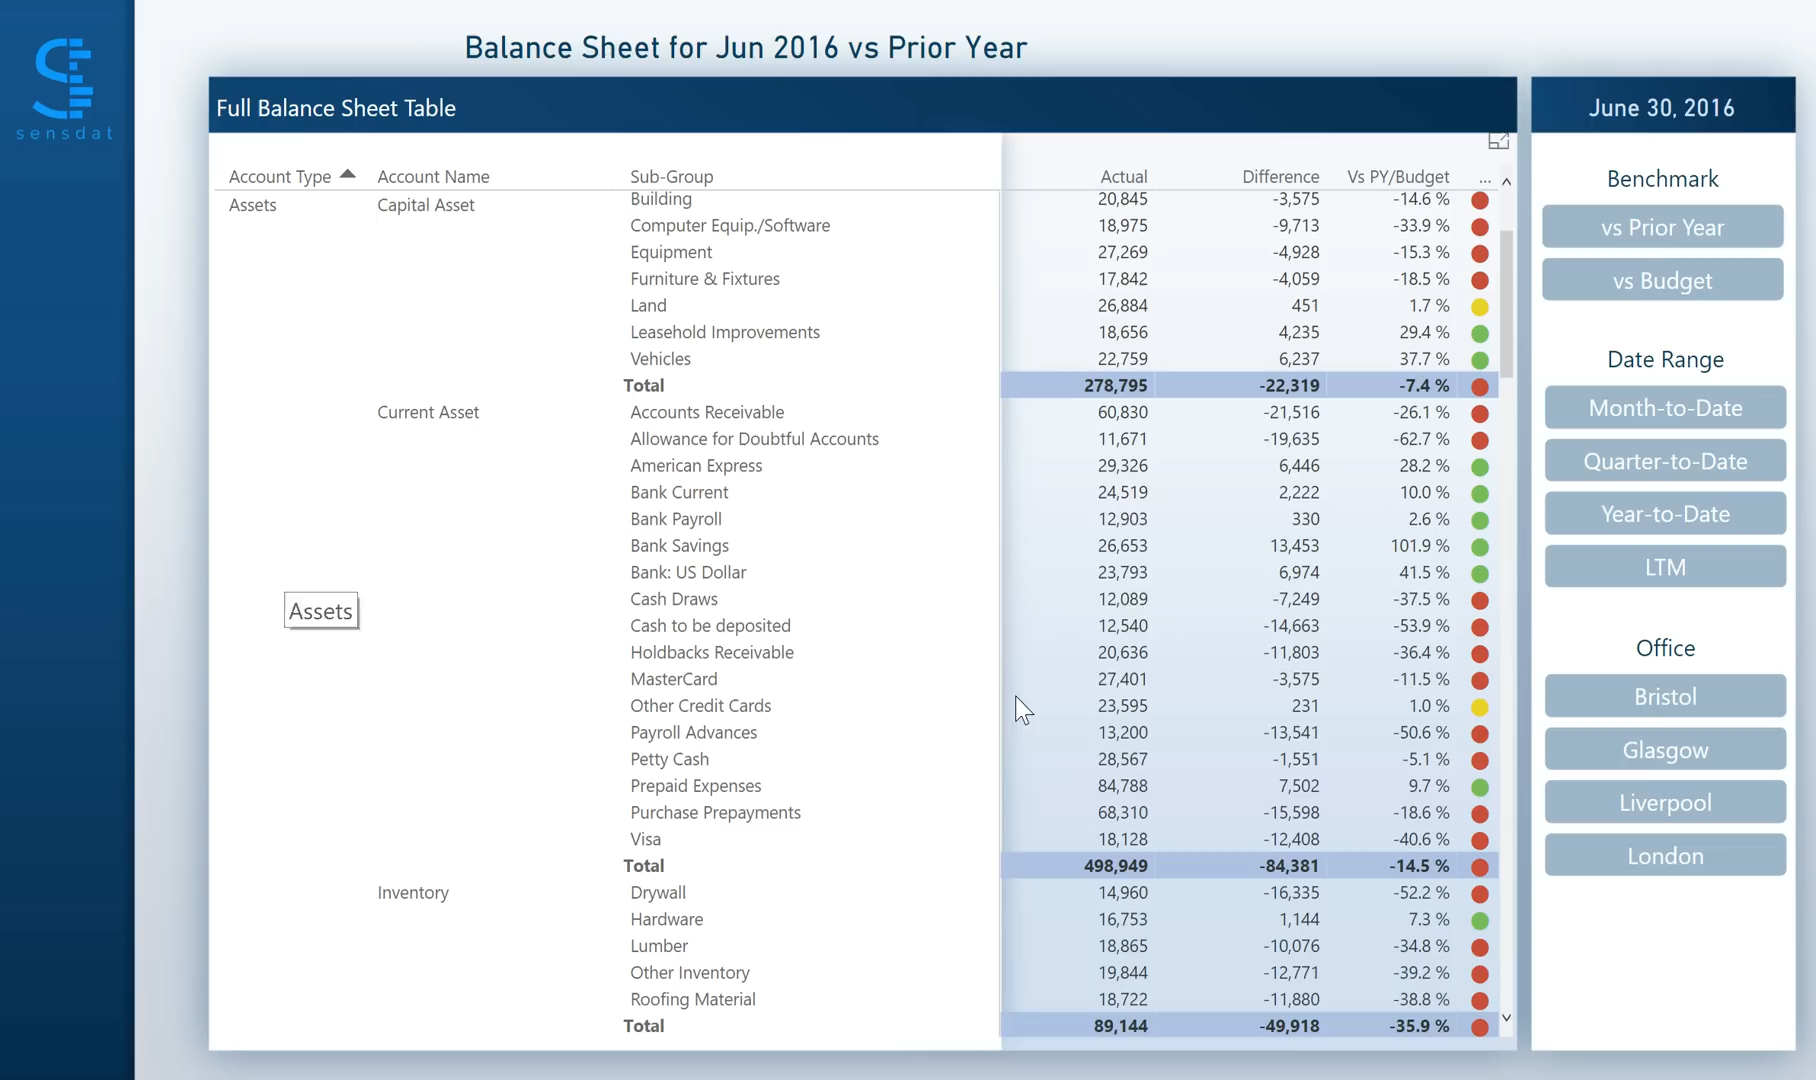 sensdat
Balance Sheet for Jun 2016 vs Prior Year
Full Balance Sheet Table
Account Type Account Name Sub-Group Actual Difference Vs PY/Budget ...
Assets Capital Asset Building 20,845 -3,575 -14.6 %
Computer Equip./Software 18,975 -9,713 -33.9 %
Equipment 27,269 -4,928 -15.3 %
Furniture & Fixtures 17,842 -4,059 -18.5 %
Land 26,884 451 1.7 %
Leasehold Improvements 18,656 4,235 29.4 %
Vehicles 22,759 6,237 37.7 %
Total 278,795 -22,319 -7.4 %
Current Asset Accounts Receivable 60,830 -21,516 -26.1 %
Allowance for Doubtful Accounts 11,671 -19,635 -62.7 %
American Express 29,326 6,446 28.2 %
Bank Current 24,519 2,222 10.0 %
Bank Payroll 12,903 330 2.6 %
Bank Savings 26,653 13,453 101.9 %
Bank: US Dollar 23,793 6,974 41.5 %
Cash Draws 12,089 -7,249 -37.5 %
Assets
Cash to be deposited 12,540 -14,663 -53.9 %
Holdbacks Receivable 20,636 -11,803 -36.4 %
MasterCard 27,401 -3,575 -11.5 %
Other Credit Cards 23,595 231 1.0 %
Payroll Advances 13,200 -13,541 -50.6 %
Petty Cash 28,567 -1,551 -5.1 %
Prepaid Expenses 84,788 7,502 9.7 %
Purchase Prepayments 68,310 -15,598 -18.6 %
Visa 18,128 -12,408 -40.6 %
Total 498,949 -84,381 -14.5 %
Inventory Drywall 14,960 -16,335 -52.2 %
Hardware 16,753 1,144 7.3 %
Lumber 18,865 -10,076 -34.8 %
Other Inventory 19,844 -12,771 -39.2 %
Roofing Material 18,722 -11,880 -38.8 %
Total 89,144 -49,918 -35.9 %
June 30, 2016
Benchmark
vs Prior Year
vs Budget
Date Range
Month-to-Date
Quarter-to-Date
Year-to-Date
LTM
Office
Bristol
Glasgow
Liverpool
London